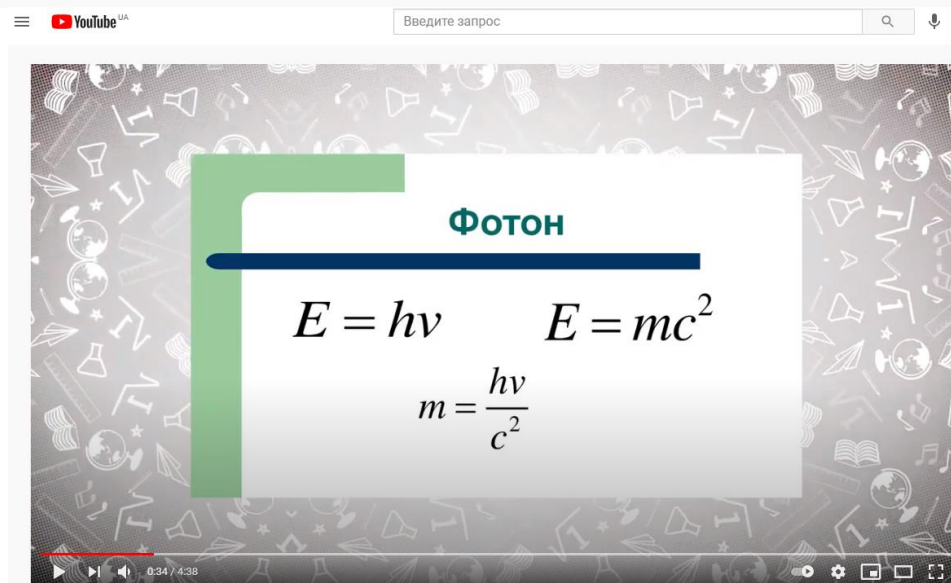 YouTube UA
Введите запрос
Фотон
E = hν E = mc²
m = hν / c²
0:34 / 4:38